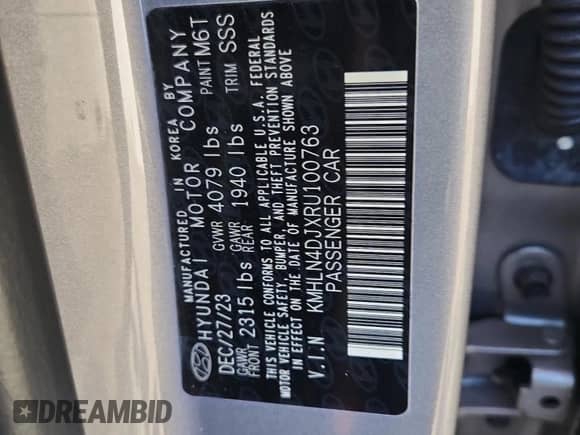 MANUFACTURED IN KOREA BY
HYUNDAI MOTOR COMPANY
DEC/27/23 GVWR 4079 lbs PAINT M6T
GAWR FRONT 2315 lbs GAWR REAR 1940 lbs TRIM SSS
THIS VEHICLE CONFORMS TO ALL APPLICABLE U.S.A. FEDERAL
MOTOR VEHICLE SAFETY, BUMPER, AND THEFT PREVENTION STANDARDS
IN EFFECT ON THE DATE OF MANUFACTURE SHOWN ABOVE
V.I.N KMHLN4DJXRU100763
PASSENGER CAR
DREAMBID